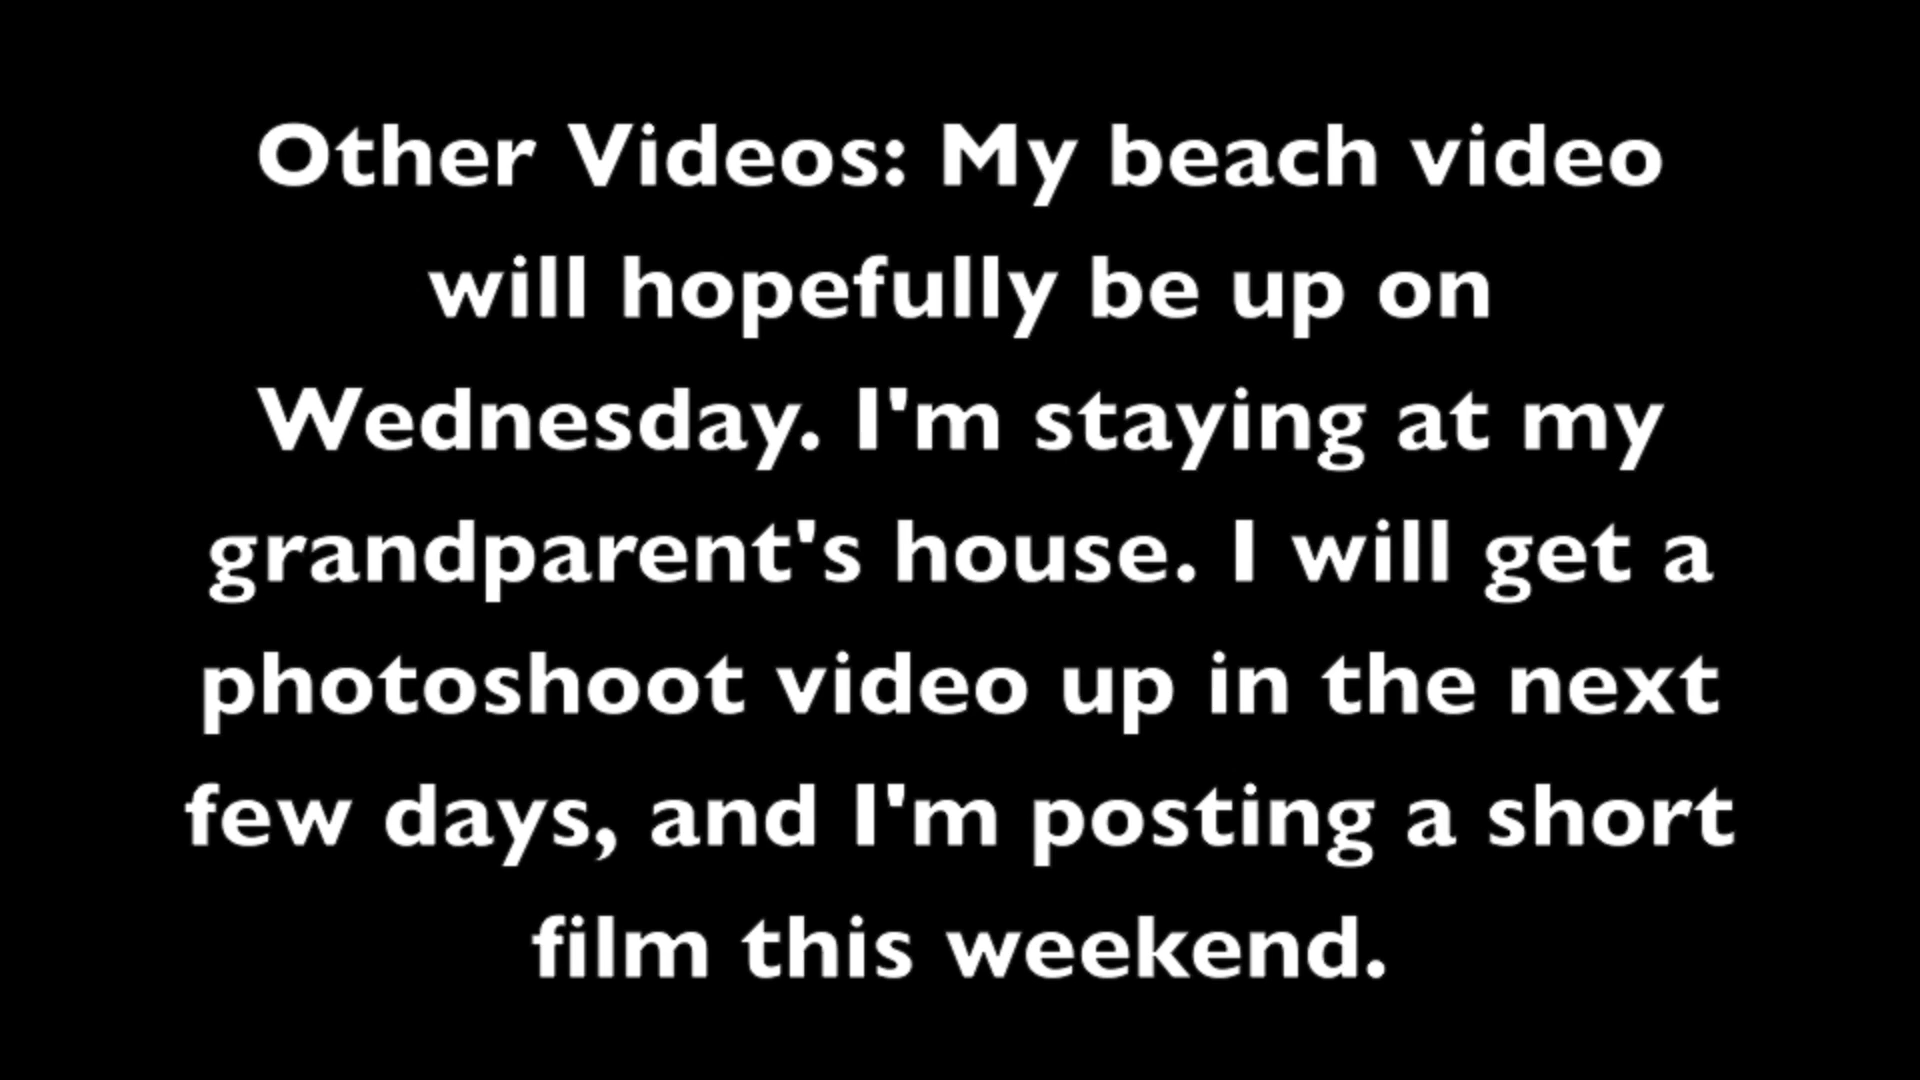 Other Videos: My beach video
will hopefully be up on
Wednesday. I'm staying at my
grandparent's house. I will get a
photoshoot video up in the next
few days, and I'm posting a short
film this weekend.